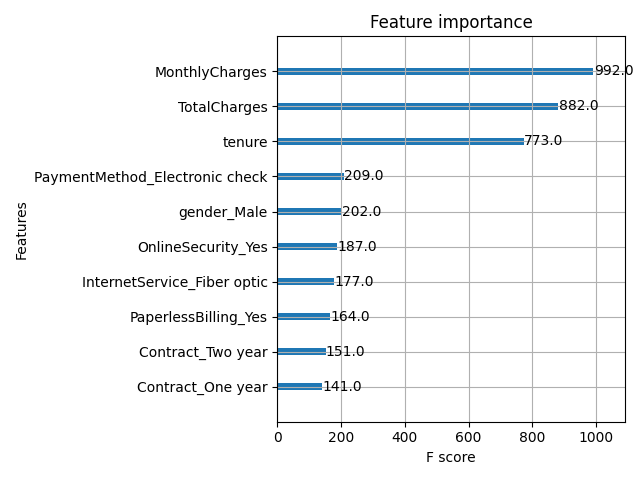 Feature importance
MonthlyCharges 992.0
TotalCharges 882.0
tenure 773.0
PaymentMethod_Electronic check 209.0
gender_Male 202.0
OnlineSecurity_Yes 187.0
InternetService_Fiber optic 177.0
PaperlessBilling_Yes 164.0
Contract_Two year 151.0
Contract_One year 141.0
Features
0 200 400 600 800 1000
F score